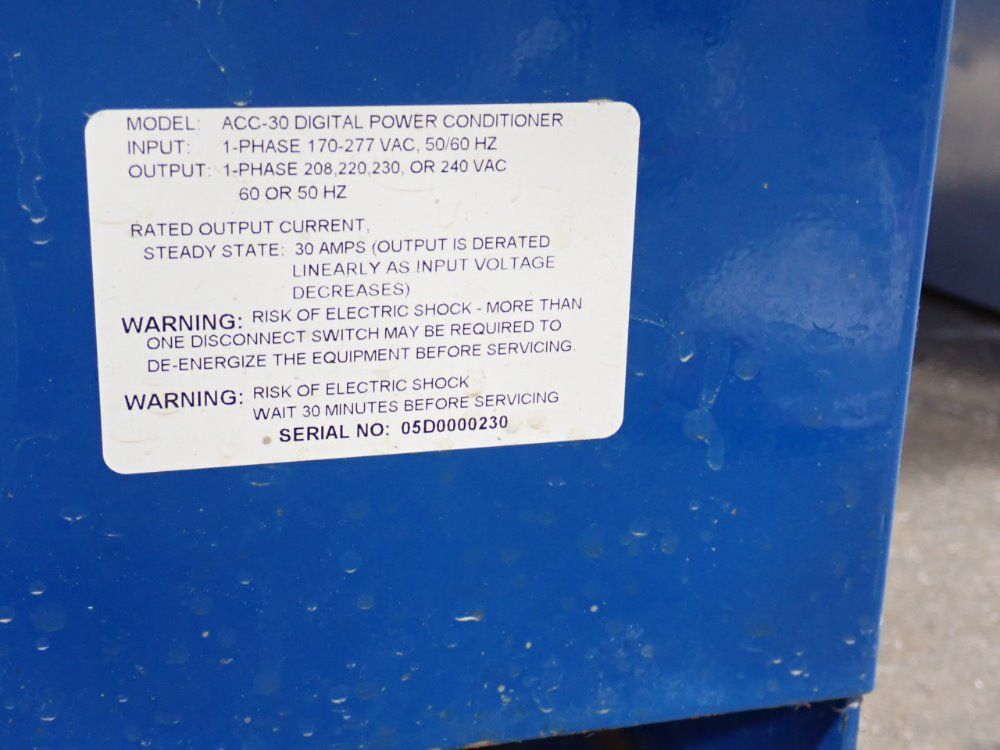 MODEL: ACC-30 DIGITAL POWER CONDITIONER
INPUT: 1-PHASE 170-277 VAC, 50/60 HZ
OUTPUT: 1-PHASE 208,220,230, OR 240 VAC
60 OR 50 HZ
RATED OUTPUT CURRENT,
STEADY STATE: 30 AMPS (OUTPUT IS DERATED
LINEARLY AS INPUT VOLTAGE
DECREASES)
WARNING: RISK OF ELECTRIC SHOCK - MORE THAN
ONE DISCONNECT SWITCH MAY BE REQUIRED TO
DE-ENERGIZE THE EQUIPMENT BEFORE SERVICING.
WARNING: RISK OF ELECTRIC SHOCK
WAIT 30 MINUTES BEFORE SERVICING
SERIAL NO: 05D0000230